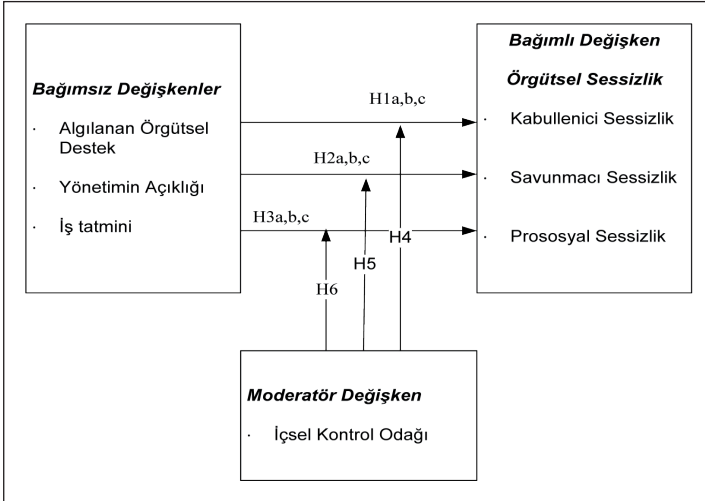 Bağımsız Değişkenler
· Algılanan Örgütsel
Destek
· Yönetimin Açıklığı
· İş tatmini
H1a,b,c
H2a,b,c
H3a,b,c
H4
H5
H6
Bağımlı Değişken
Örgütsel Sessizlik
· Kabullenici Sessizlik
· Savunmacı Sessizlik
· Prososyal Sessizlik
Moderatör Değişken
· İçsel Kontrol Odağı